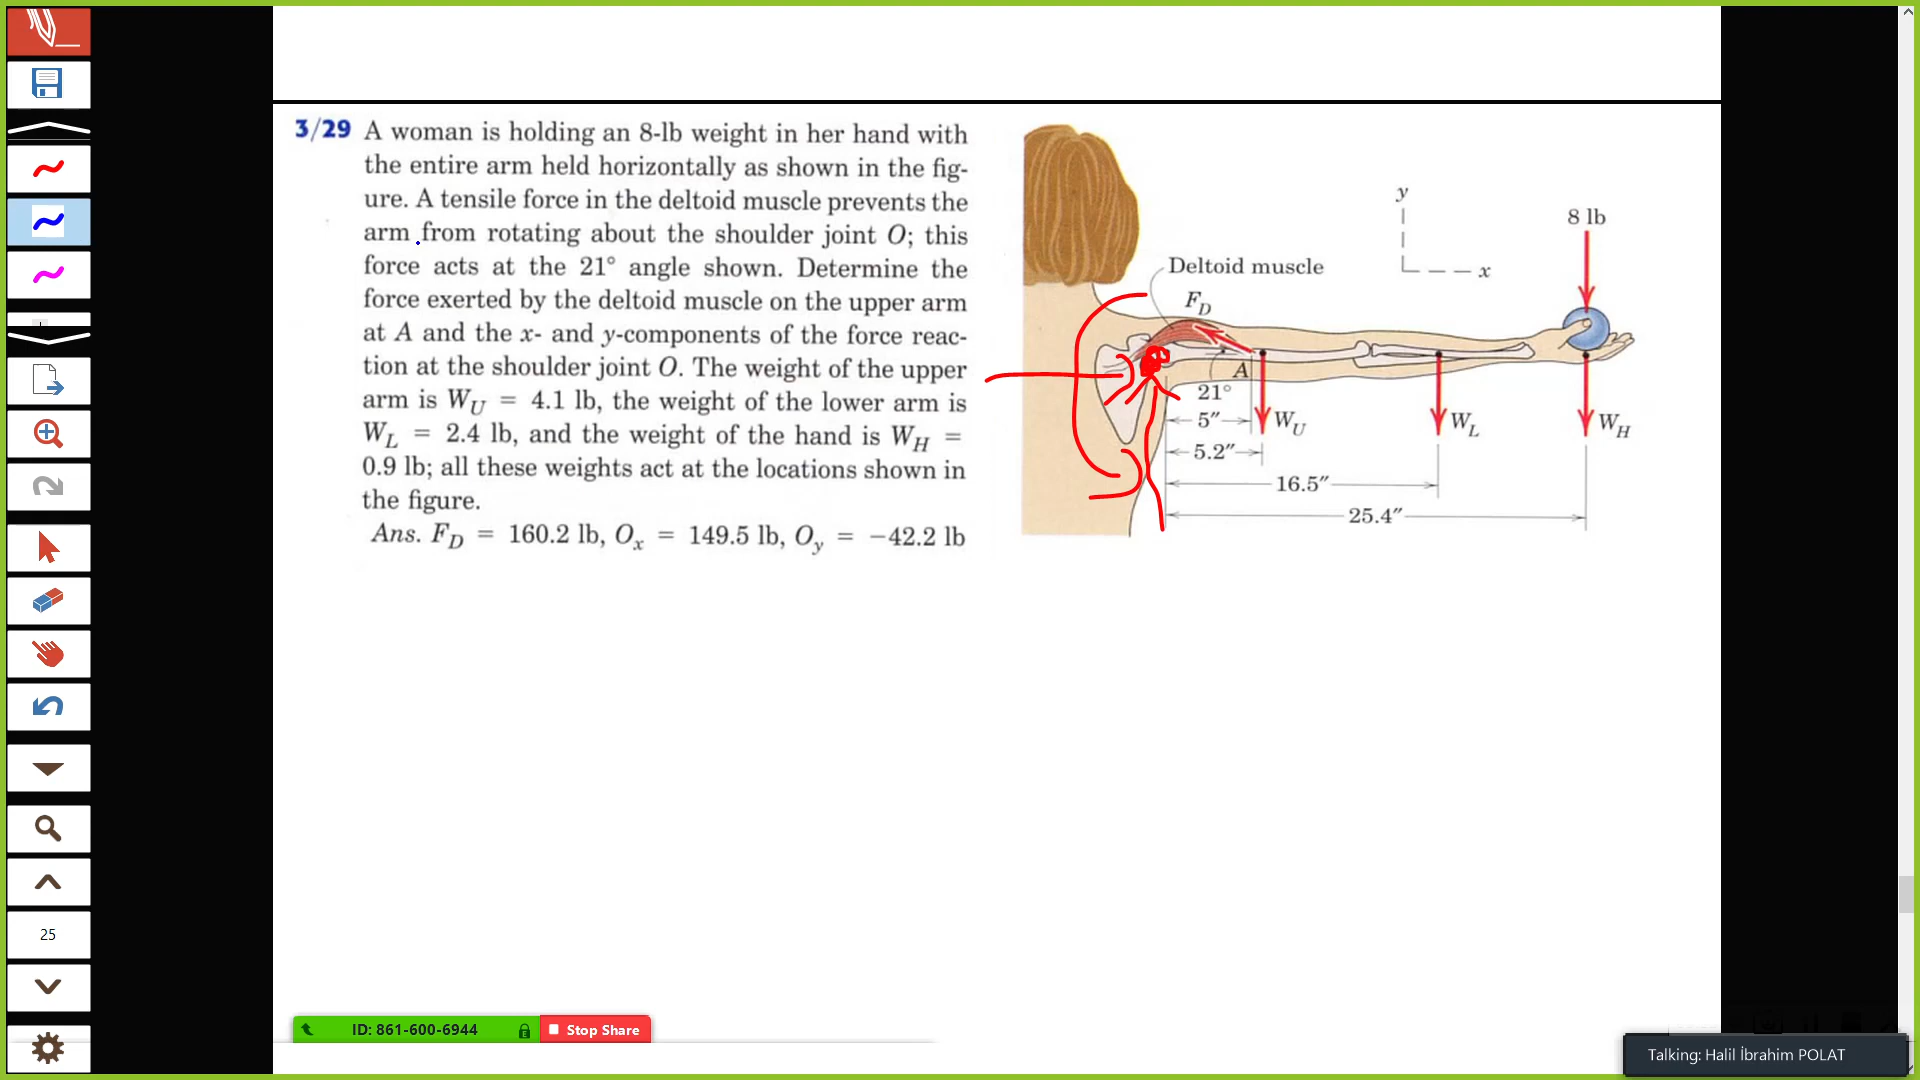 3/29 A woman is holding an 8-lb weight in her hand with
the entire arm held horizontally as shown in the fig-
ure. A tensile force in the deltoid muscle prevents the
arm from rotating about the shoulder joint O; this
force acts at the 21° angle shown. Determine the
force exerted by the deltoid muscle on the upper arm
at A and the x- and y-components of the force reac-
tion at the shoulder joint O. The weight of the upper
arm is W_U = 4.1 lb, the weight of the lower arm is
W_L = 2.4 lb, and the weight of the hand is W_H =
0.9 lb; all these weights act at the locations shown in
the figure.
Ans. F_D = 160.2 lb, O_x = 149.5 lb, O_y = −42.2 lb
y
x
8 lb
Deltoid muscle
F_D
A
21°
5″
W_U
W_L
W_H
5.2″
16.5″
25.4″
25
ID: 861-600-6944
Stop Share
Talking: Halil İbrahim POLAT